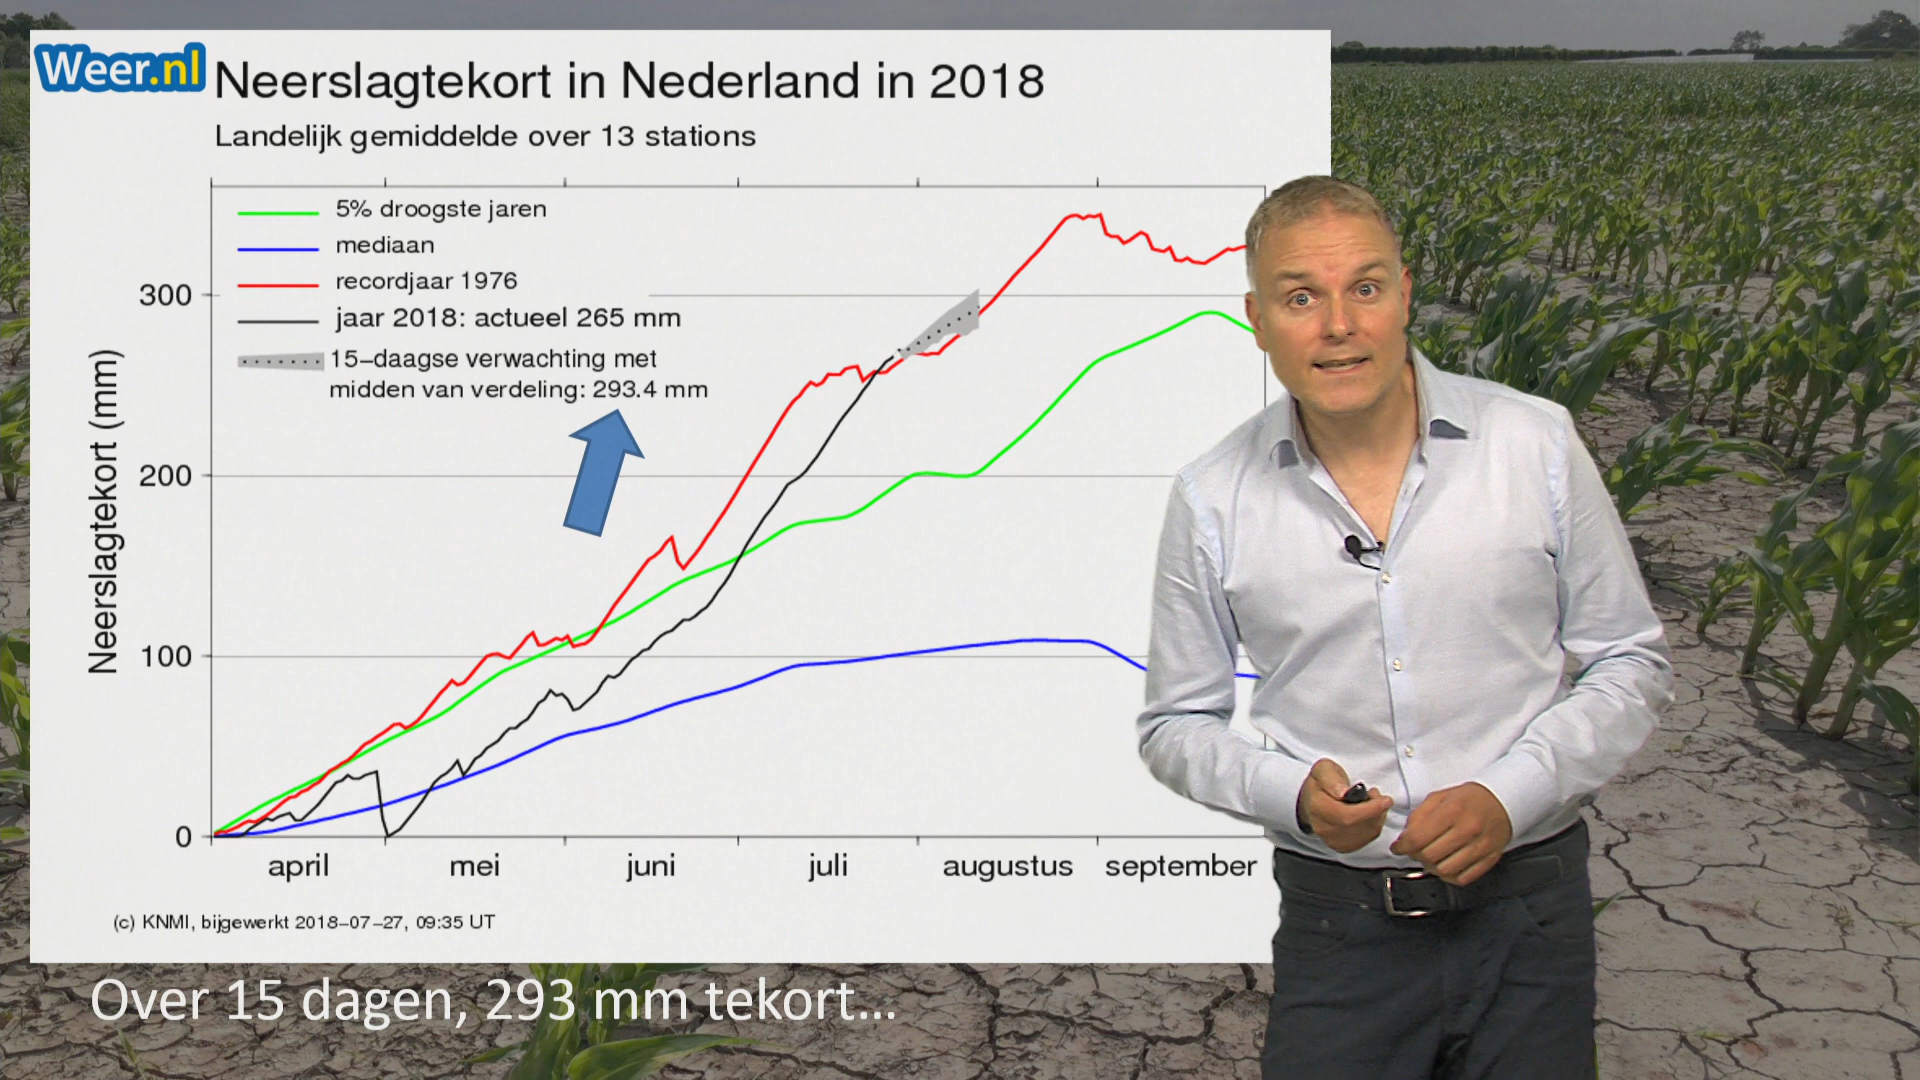 Weer.nl
Neerslagtekort in Nederland in 2018
Landelijk gemiddelde over 13 stations
5% droogste jaren
mediaan
recordjaar 1976
jaar 2018: actueel 265 mm
15–daagse verwachting met
midden van verdeling: 293.4 mm
Neerslagtekort (mm)
300
200
100
0
april mei juni juli augustus september
(c) KNMI, bijgewerkt 2018–07–27, 09:35 UT
Over 15 dagen, 293 mm tekort...